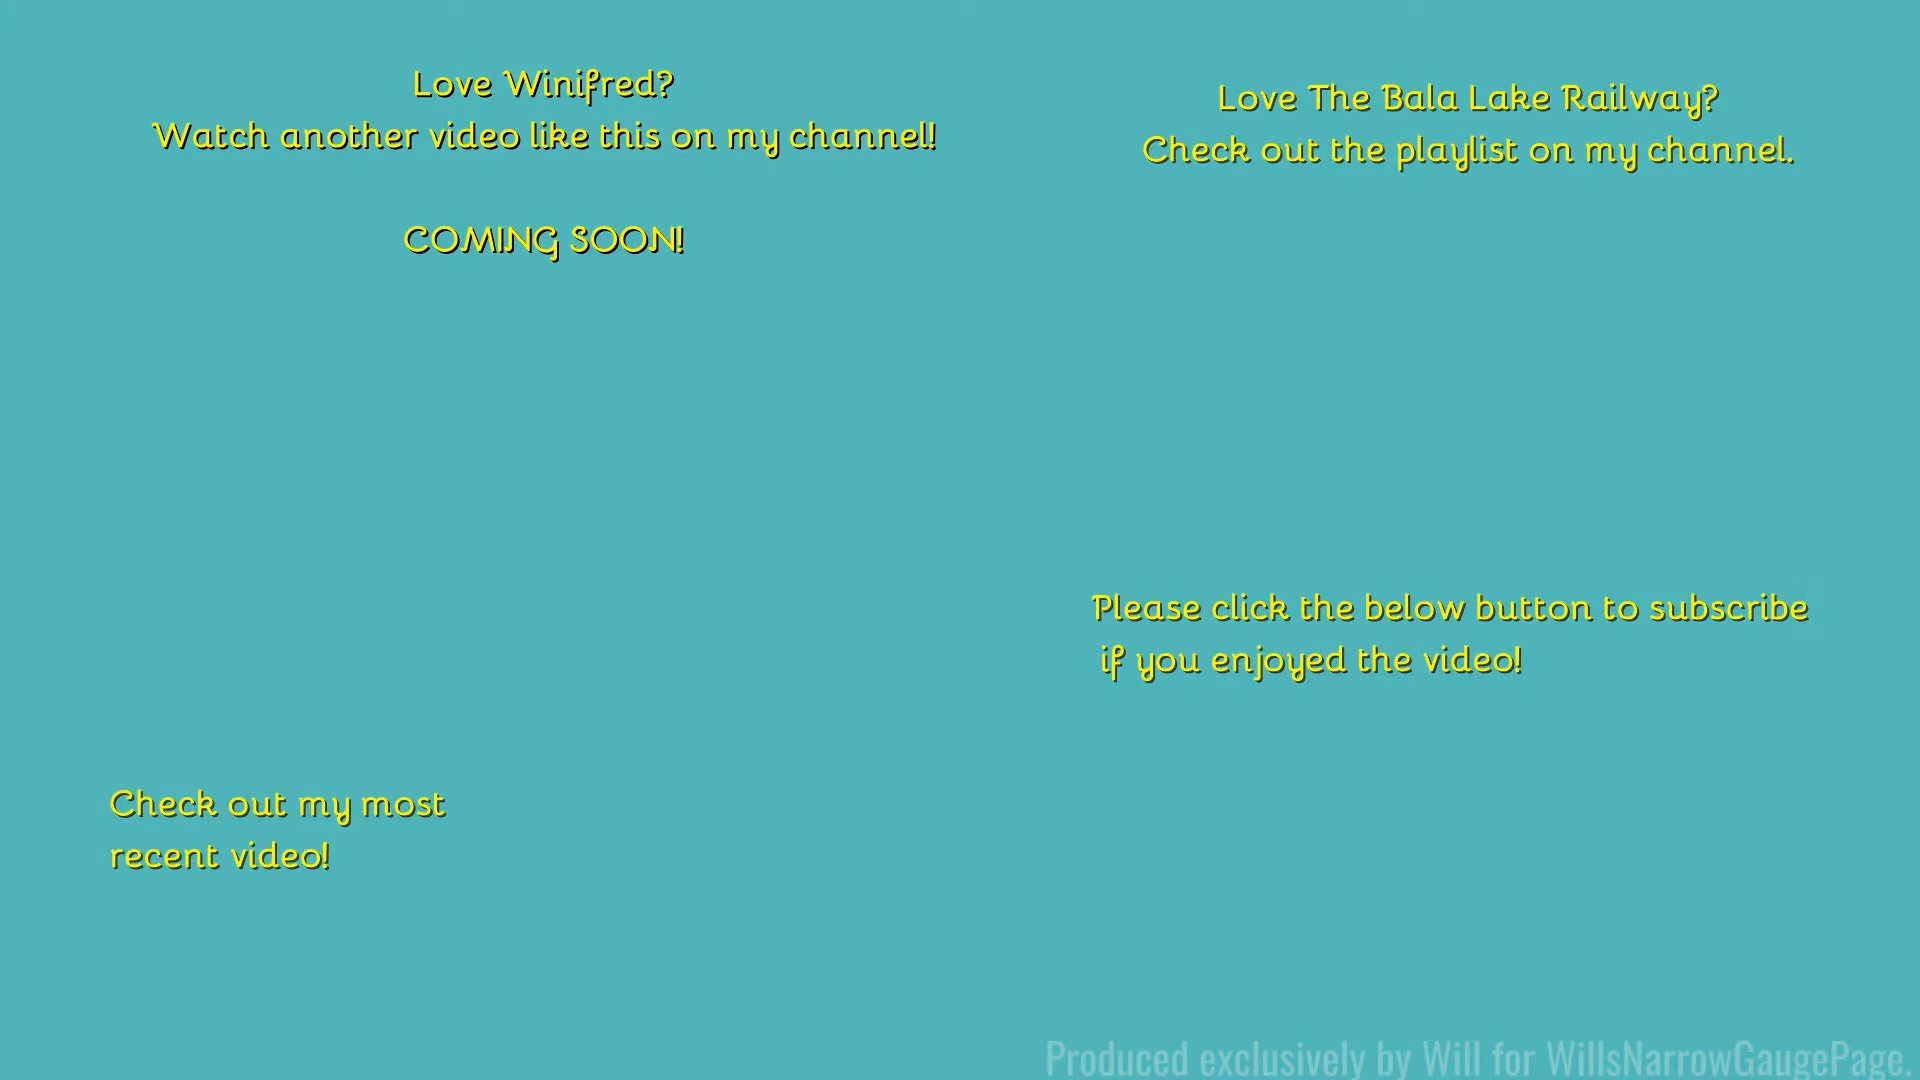 Love Winifred?
Watch another video like this on my channel!
COMING SOON!
Love The Bala Lake Railway?
Check out the playlist on my channel.
Please click the below button to subscribe
if you enjoyed the video!
Check out my most
recent video!
Produced exclusively by Will for WillsNarrowGaugePage.